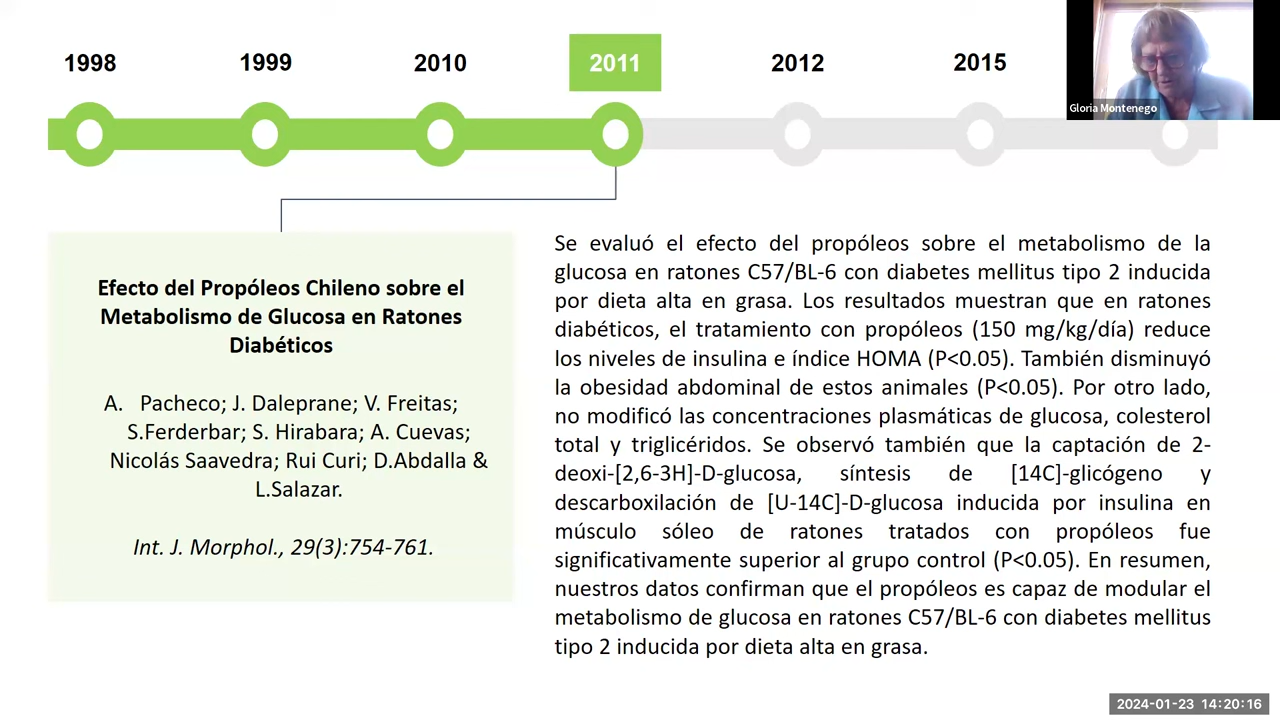 1998 1999 2010 2011 2012 2015
Gloria Montenego
Efecto del Propóleos Chileno sobre el
Metabolismo de Glucosa en Ratones
Diabéticos
A. Pacheco; J. Daleprane; V. Freitas;
S.Ferderbar; S. Hirabara; A. Cuevas;
Nicolás Saavedra; Rui Curi; D.Abdalla &
L.Salazar.
Int. J. Morphol., 29(3):754-761.
Se evaluó el efecto del propóleos sobre el metabolismo de la
glucosa en ratones C57/BL-6 con diabetes mellitus tipo 2 inducida
por dieta alta en grasa. Los resultados muestran que en ratones
diabéticos, el tratamiento con propóleos (150 mg/kg/día) reduce
los niveles de insulina e índice HOMA (P<0.05). También disminuyó
la obesidad abdominal de estos animales (P<0.05). Por otro lado,
no modificó las concentraciones plasmáticas de glucosa, colesterol
total y triglicéridos. Se observó también que la captación de 2-
deoxi-[2,6-3H]-D-glucosa, síntesis de [14C]-glicógeno y
descarboxilación de [U-14C]-D-glucosa inducida por insulina en
músculo sóleo de ratones tratados con propóleos fue
significativamente superior al grupo control (P<0.05). En resumen,
nuestros datos confirman que el propóleos es capaz de modular el
metabolismo de glucosa en ratones C57/BL-6 con diabetes mellitus
tipo 2 inducida por dieta alta en grasa.
2024-01-23 14:20:16